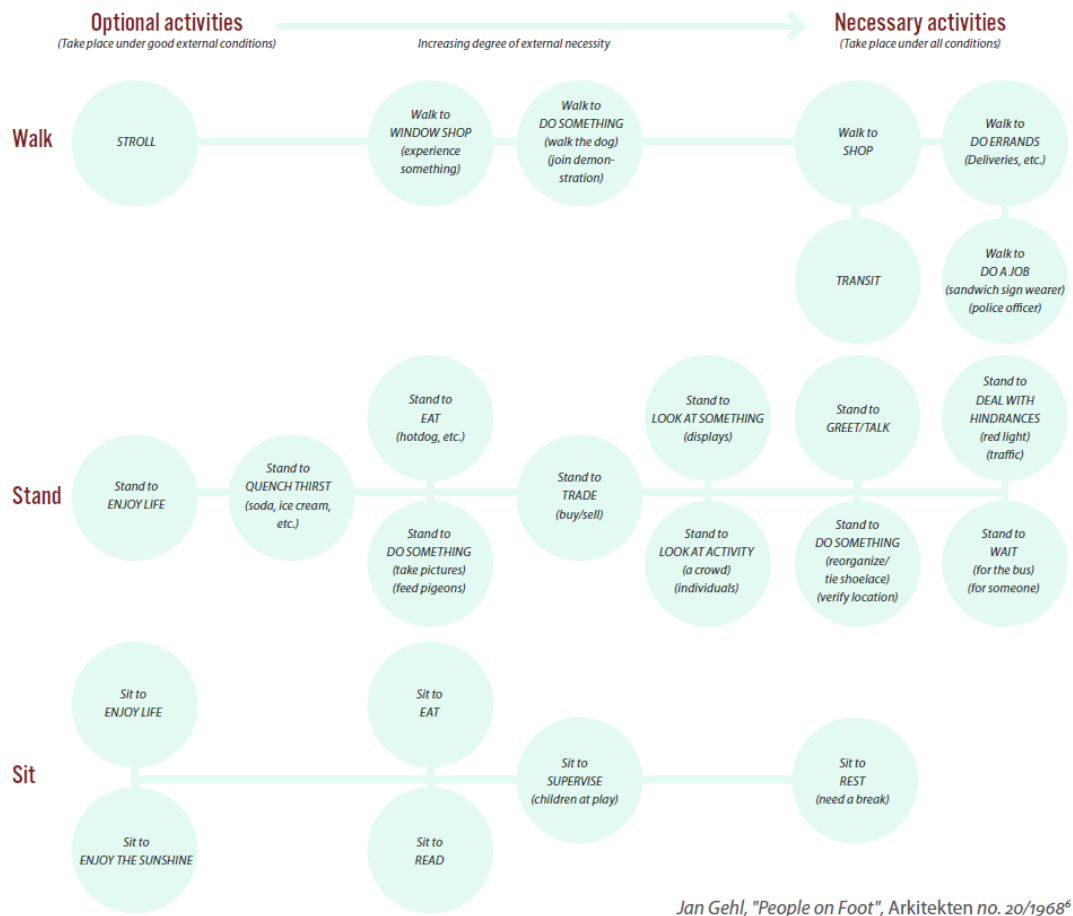 Optional activities
(Take place under good external conditions)
Increasing degree of external necessity
Necessary activities
(Take place under all conditions)
Walk
STROLL
Walk to
WINDOW SHOP
(experience
something)
Walk to
DO SOMETHING
(walk the dog)
(join demon-
stration)
Walk to
SHOP
Walk to
DO ERRANDS
(Deliveries, etc.)
TRANSIT
Walk to
DO A JOB
(sandwich sign wearer)
(police officer)
Stand
Stand to
ENJOY LIFE
Stand to
QUENCH THIRST
(soda, ice cream,
etc.)
Stand to
EAT
(hotdog, etc.)
Stand to
DO SOMETHING
(take pictures)
(feed pigeons)
Stand to
TRADE
(buy/sell)
Stand to
LOOK AT SOMETHING
(displays)
Stand to
LOOK AT ACTIVITY
(a crowd)
(individuals)
Stand to
GREET/TALK
Stand to
DO SOMETHING
(reorganize/
tie shoelace)
(verify location)
Stand to
DEAL WITH
HINDRANCES
(red light)
(traffic)
Stand to
WAIT
(for the bus)
(for someone)
Sit
Sit to
ENJOY LIFE
Sit to
ENJOY THE SUNSHINE
Sit to
EAT
Sit to
READ
Sit to
SUPERVISE
(children at play)
Sit to
REST
(need a break)
Jan Gehl, "People on Foot", Arkitekten no. 20/1968⁶